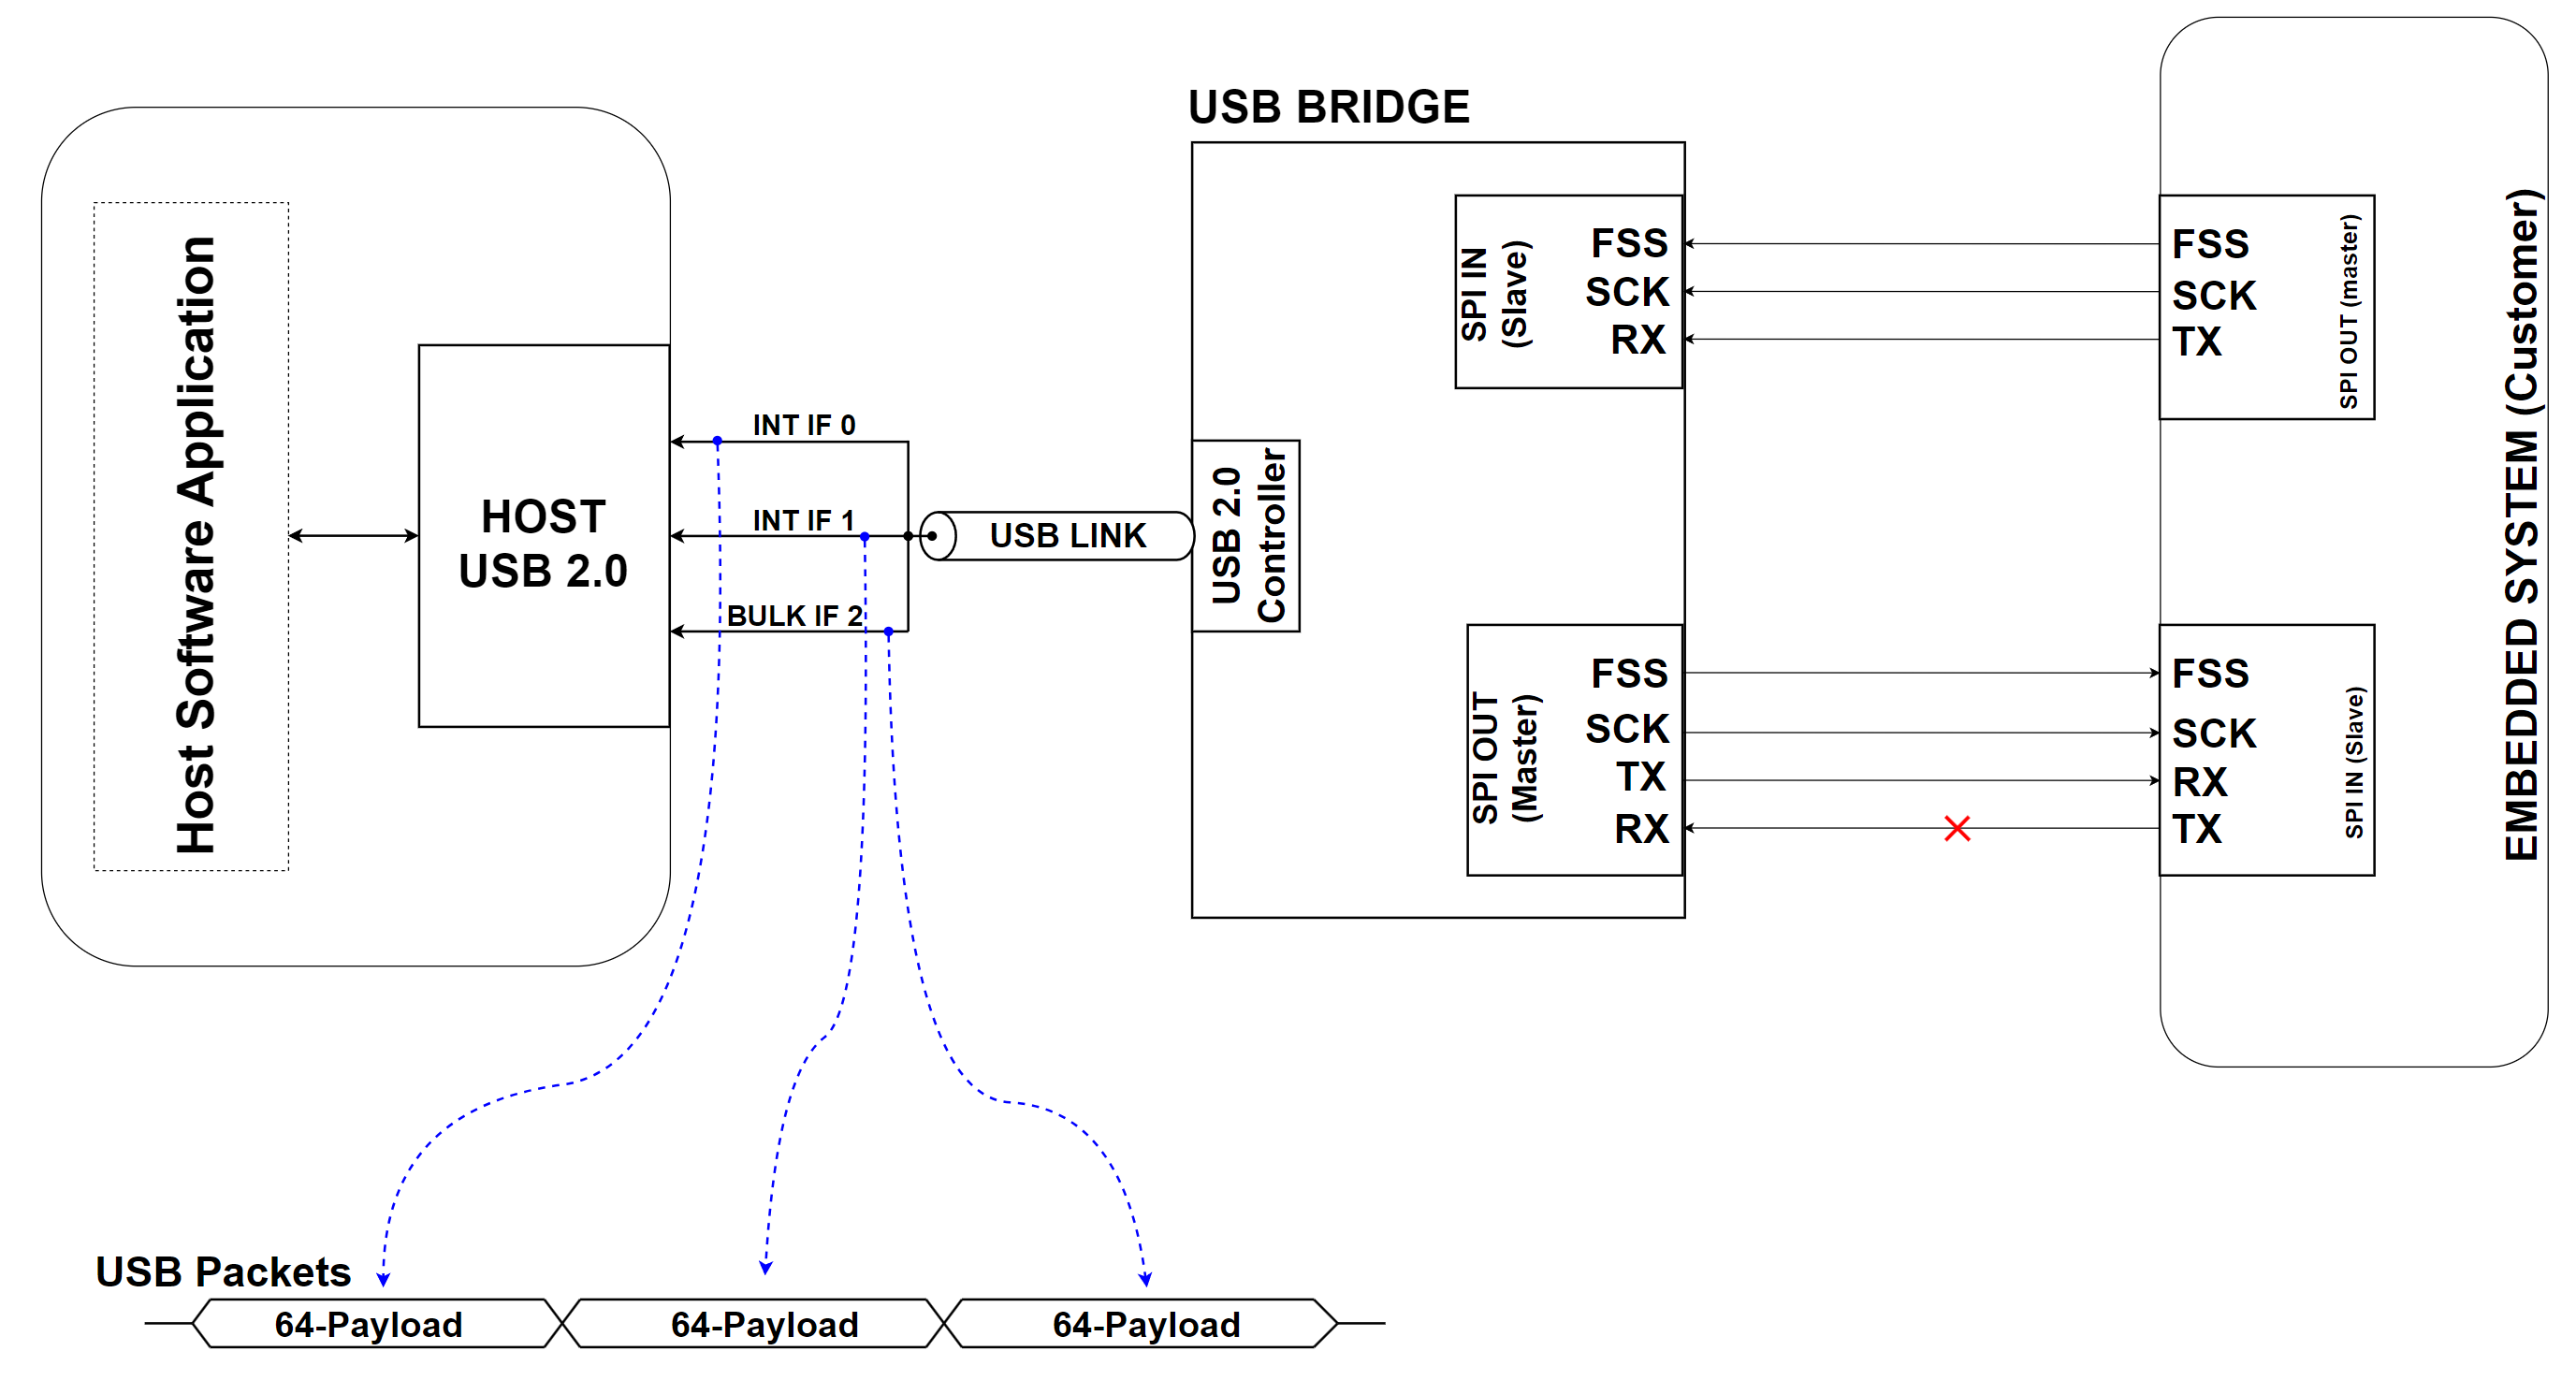 USB BRIDGE
Host Software Application
HOST
USB 2.0
INT IF 0
INT IF 1
BULK IF 2
USB LINK
USB 2.0
Controller
SPI IN
(Slave)
FSS
SCK
RX
SPI OUT
(Master)
FSS
SCK
TX
RX
FSS
SCK
TX
SPI OUT (master)
FSS
SCK
RX
TX
SPI IN (Slave)
EMBEDDED SYSTEM (Customer)
USB Packets
64-Payload
64-Payload
64-Payload